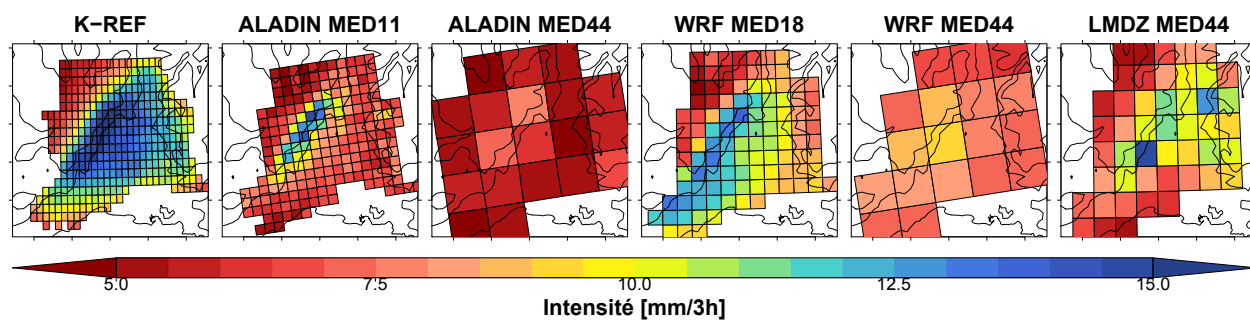 K−REF ALADIN MED11 ALADIN MED44 WRF MED18 WRF MED44 LMDZ MED44
5.0 7.5 10.0 12.5 15.0
Intensité [mm/3h]